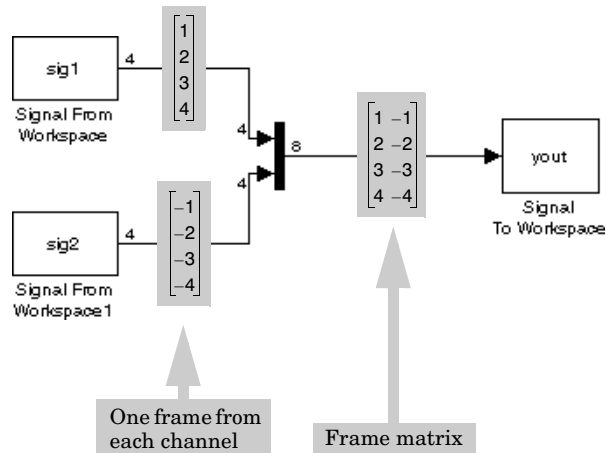 sig1
4
1
2
3
4
Signal From
Workspace
4
8
4
1 -1
2 -2
3 -3
4 -4
yout
Signal
To Workspace
sig2
4
-1
-2
-3
-4
Signal From
Workspace1
One frame from
each channel
Frame matrix